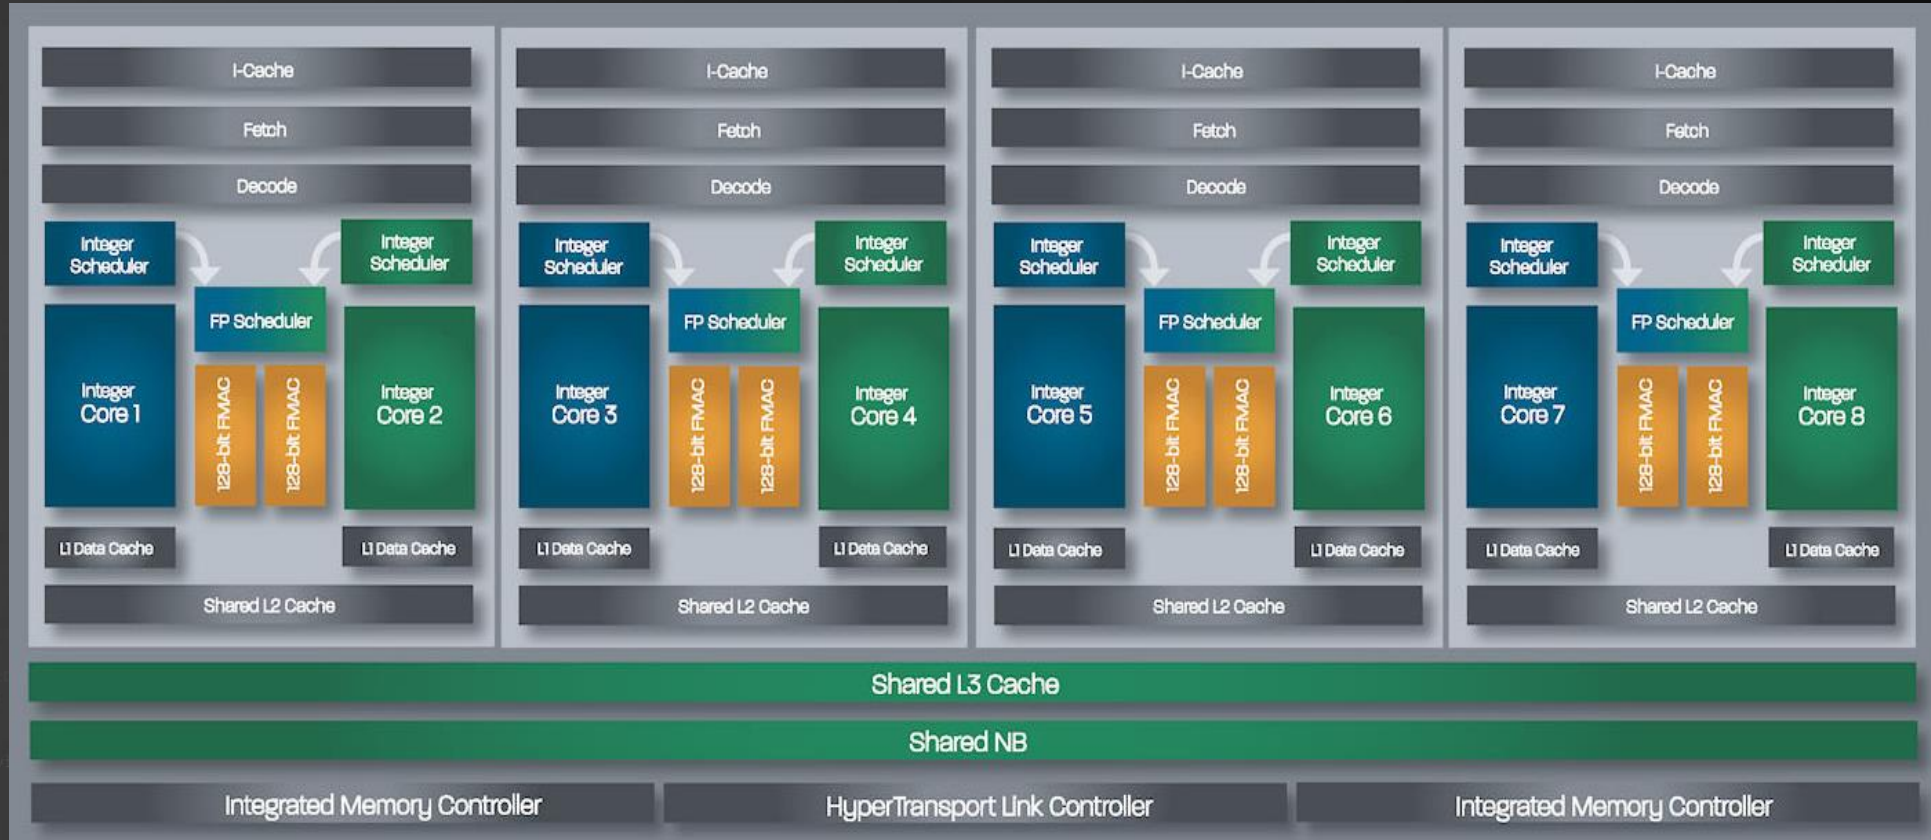 I-Cache
Fetch
Decode
Integer
Scheduler
Integer
Scheduler
FP Scheduler
Integer
Core 1
128-bit FMAC
128-bit FMAC
Integer
Core 2
L1 Data Cache
L1 Data Cache
Shared L2 Cache
I-Cache
Fetch
Decode
Integer
Scheduler
Integer
Scheduler
FP Scheduler
Integer
Core 3
128-bit FMAC
128-bit FMAC
Integer
Core 4
L1 Data Cache
L1 Data Cache
Shared L2 Cache
I-Cache
Fetch
Decode
Integer
Scheduler
Integer
Scheduler
FP Scheduler
Integer
Core 5
128-bit FMAC
128-bit FMAC
Integer
Core 6
L1 Data Cache
L1 Data Cache
Shared L2 Cache
I-Cache
Fetch
Decode
Integer
Scheduler
Integer
Scheduler
FP Scheduler
Integer
Core 7
128-bit FMAC
128-bit FMAC
Integer
Core 8
L1 Data Cache
L1 Data Cache
Shared L2 Cache
Shared L3 Cache
Shared NB
Integrated Memory Controller
HyperTransport Link Controller
Integrated Memory Controller